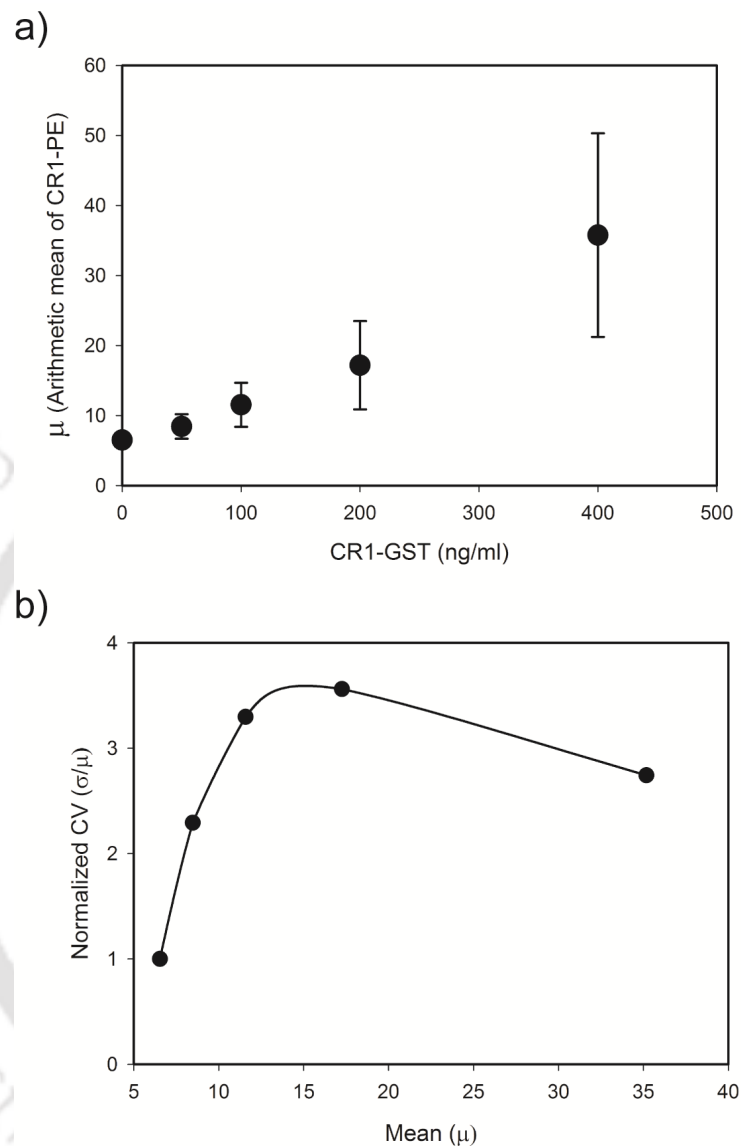 a)
60
50
40
30
20
10
0
μ (Arithmetic mean of CR1-PE)
0 100 200 300 400 500
CR1-GST (ng/ml)
b)
4
3
2
1
0
Normalized CV (σ/μ)
5 10 15 20 25 30 35 40
Mean (μ)